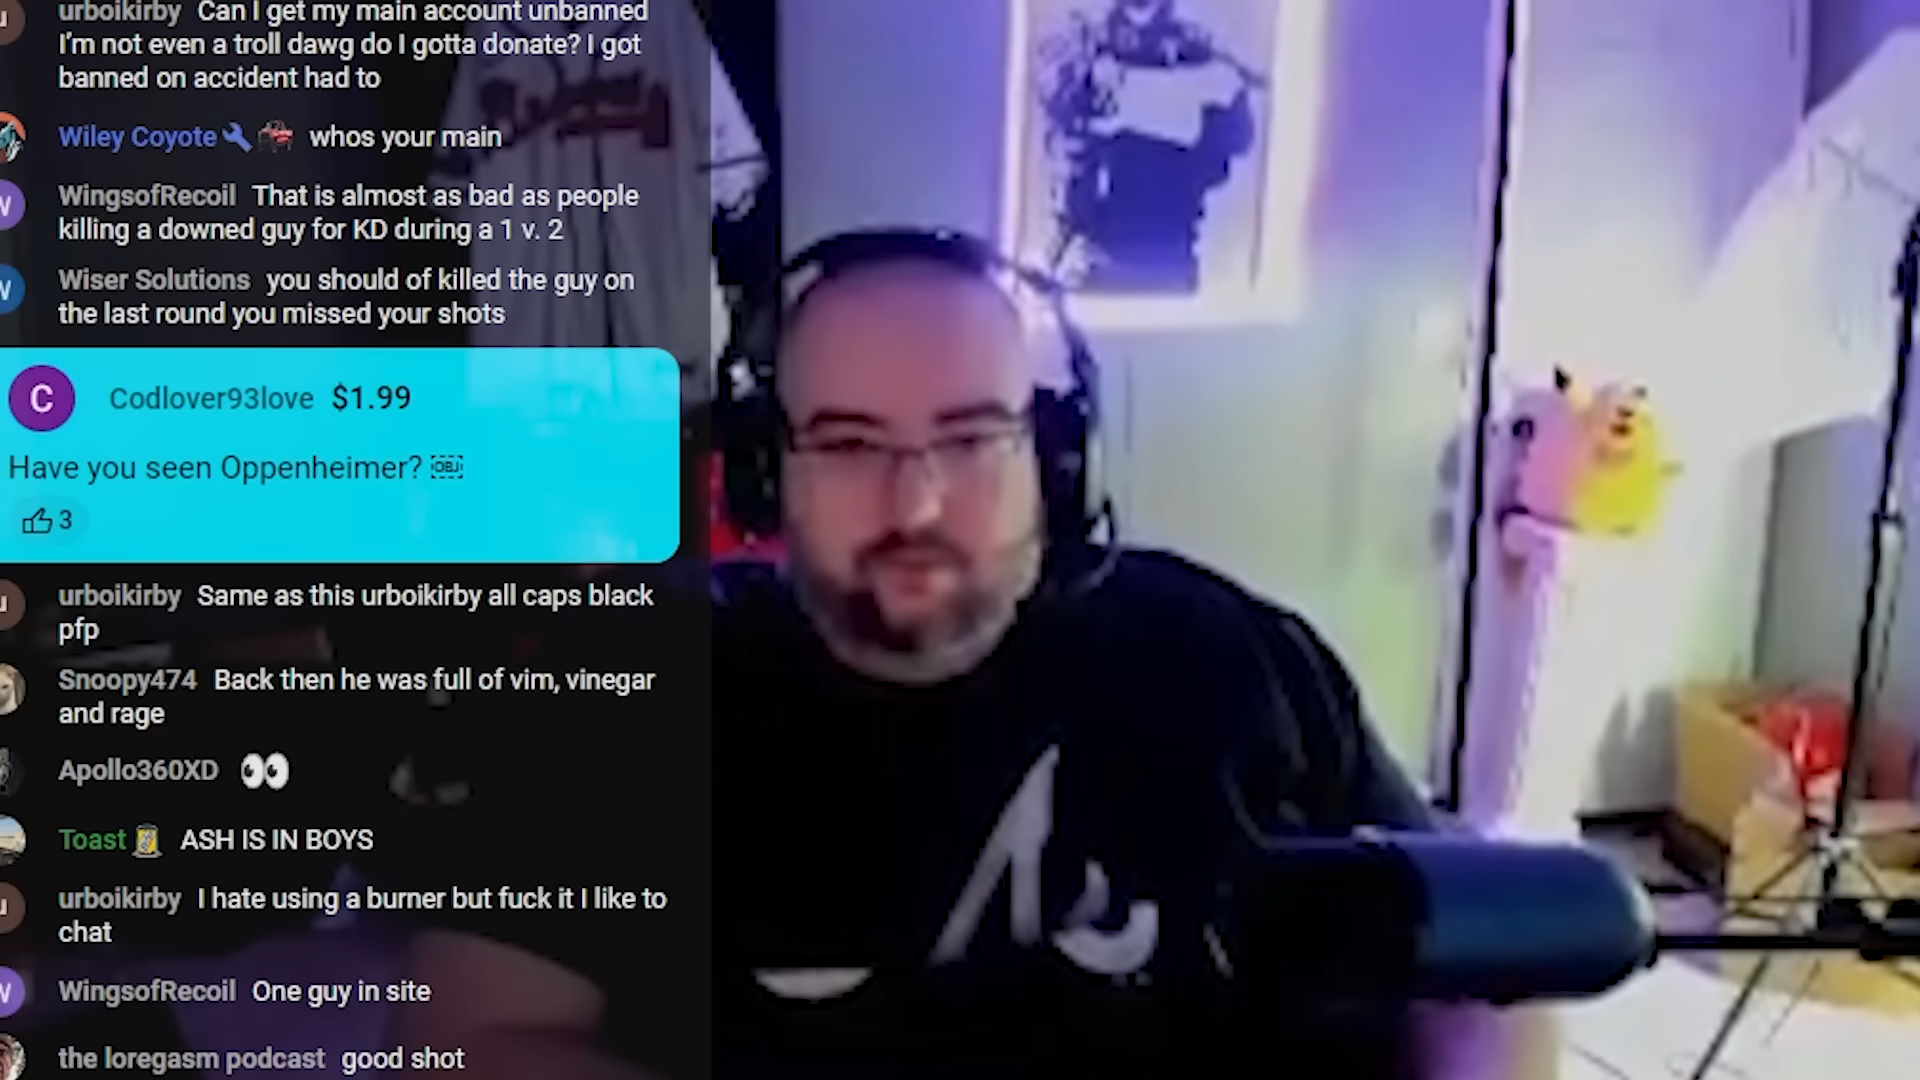 urboikirby Can I get my main account unbanned
I'm not even a troll dawg do I gotta donate? I got
banned on accident had to
Wiley Coyote whos your main
WingsofRecoil That is almost as bad as people
killing a downed guy for KD during a 1 v. 2
Wiser Solutions you should of killed the guy on
the last round you missed your shots
C Codlover93love $1.99
Have you seen Oppenheimer? OBJ
3
urboikirby Same as this urboikirby all caps black
pfp
Snoopy474 Back then he was full of vim, vinegar
and rage
Apollo360XD 👀
Toast ASH IS IN BOYS
urboikirby I hate using a burner but fuck it I like to
chat
WingsofRecoil One guy in site
the loregasm podcast good shot